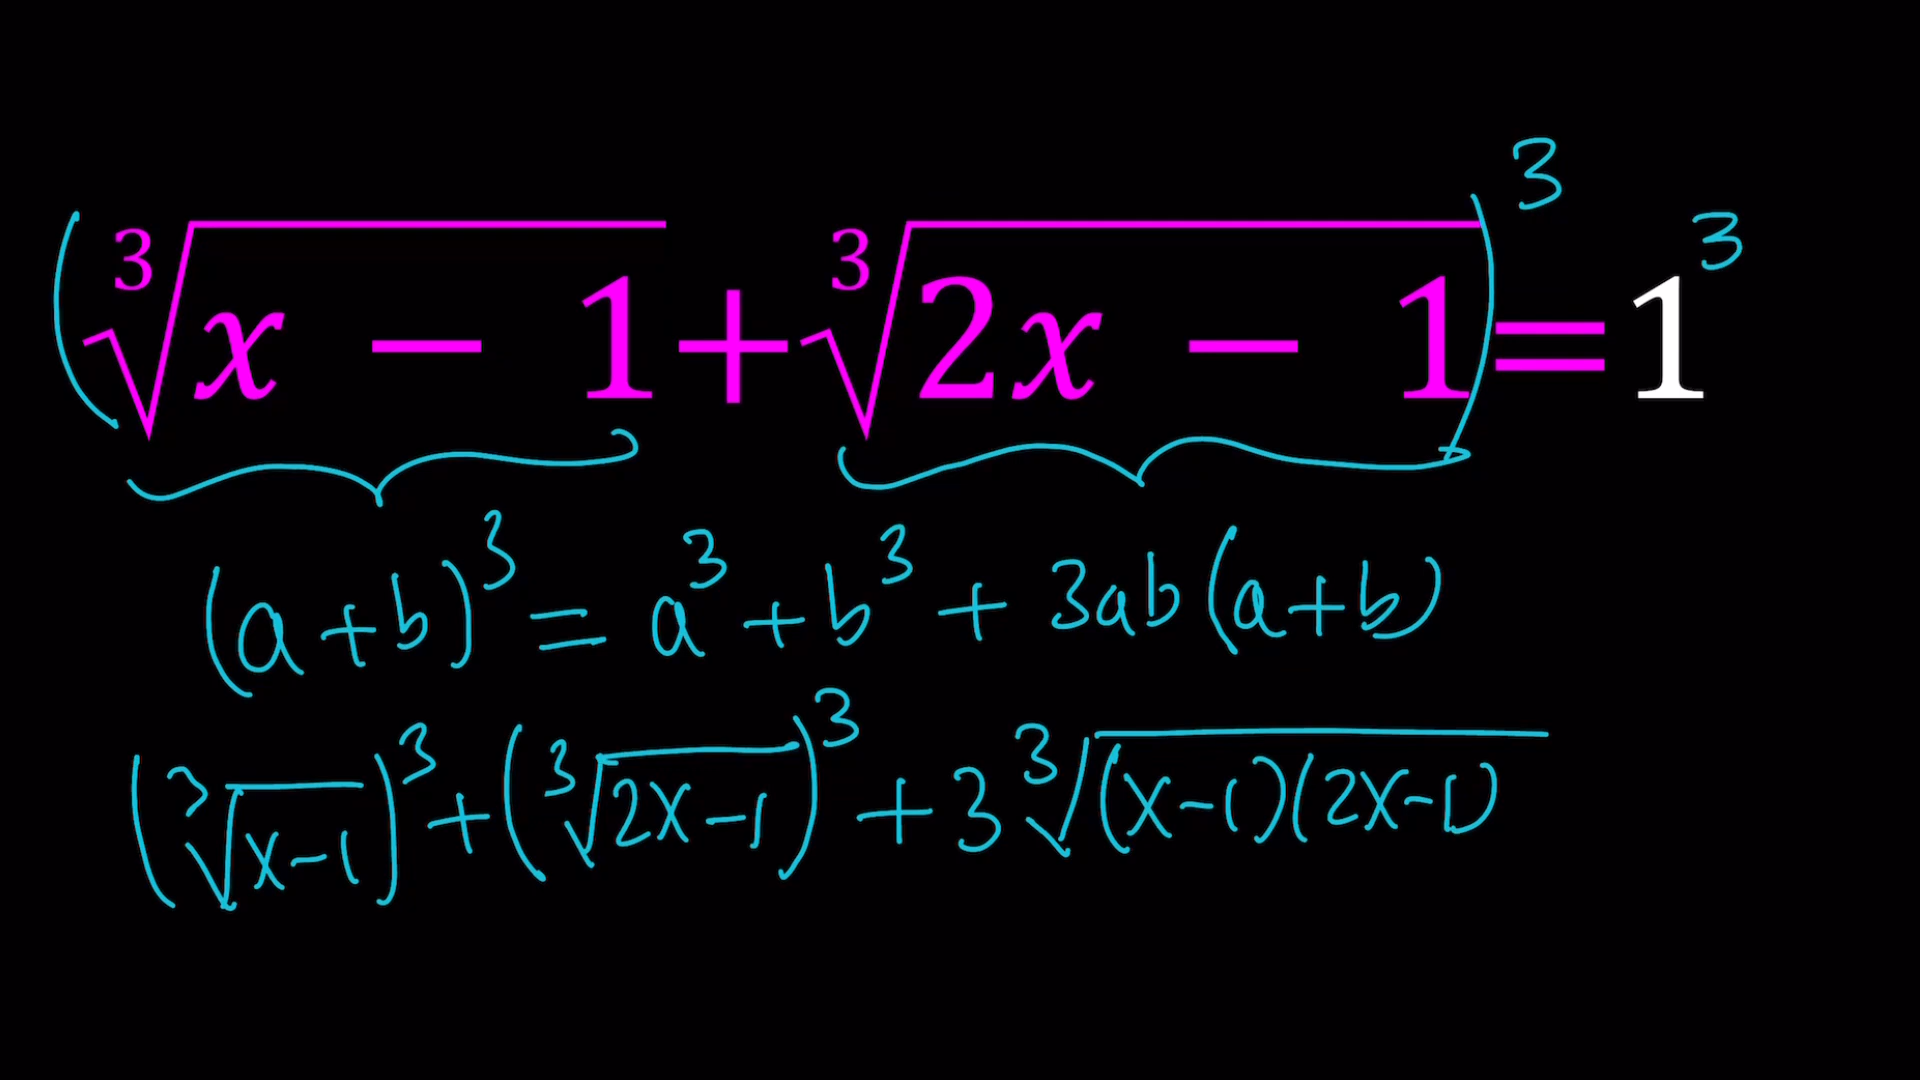 (∛(x − 1) + ∛(2x − 1))³ = 1³
(a+b)³ = a³ + b³ + 3ab(a+b)
(∛(x−1))³ + (∛(2x−1))³ + 3∛((x−1)(2x−1))